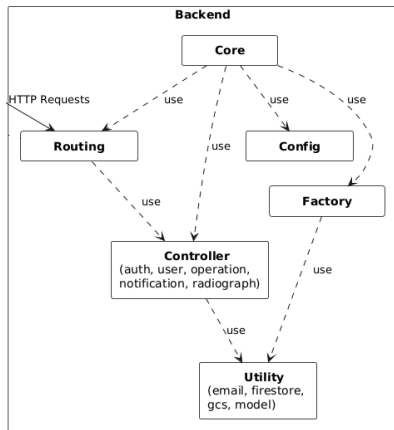 Backend
Core
HTTP Requests
use
use
use
use
Routing
Config
Factory
use
Controller
(auth, user, operation,
notification, radiograph)
use
use
Utility
(email, firestore,
gcs, model)